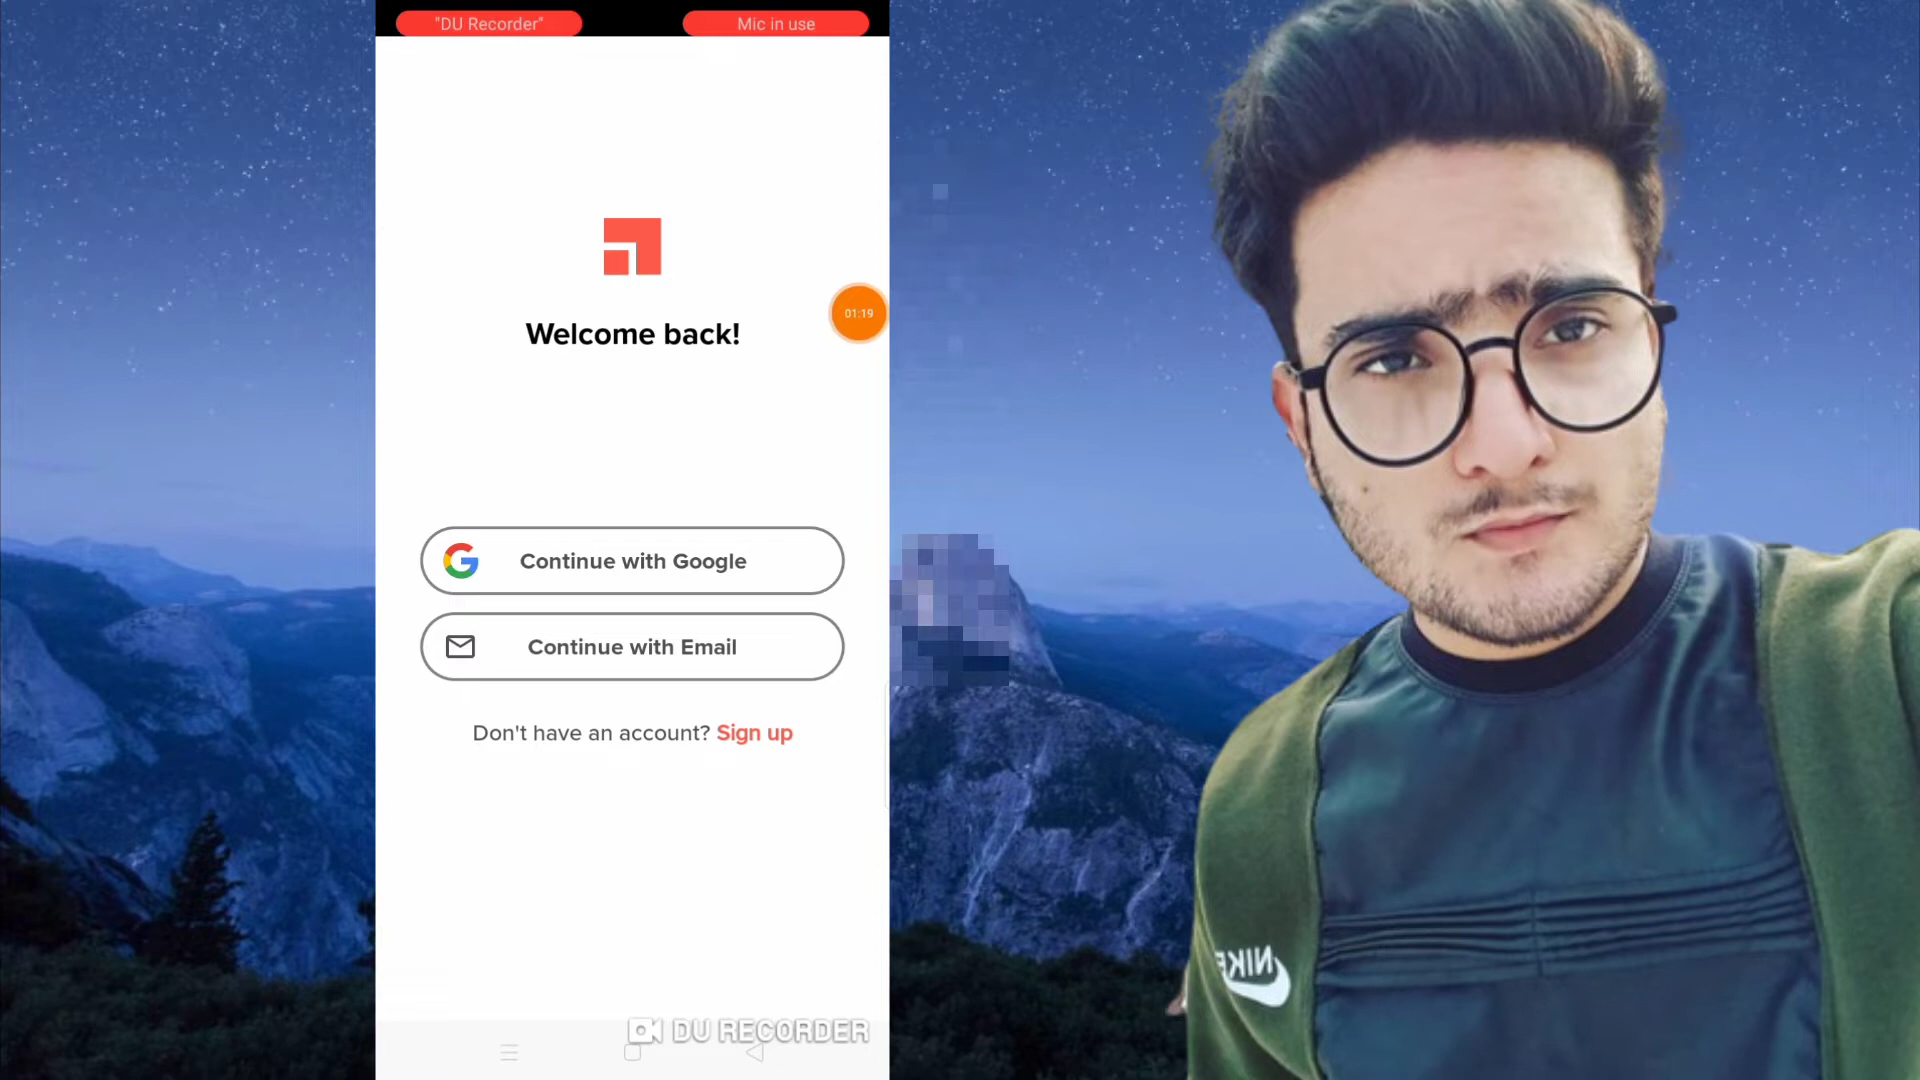 "DU Recorder"
Mic in use
01:19
Welcome back!
Continue with Google
Continue with Email
Don't have an account? Sign up
DU RECORDER
NIKE